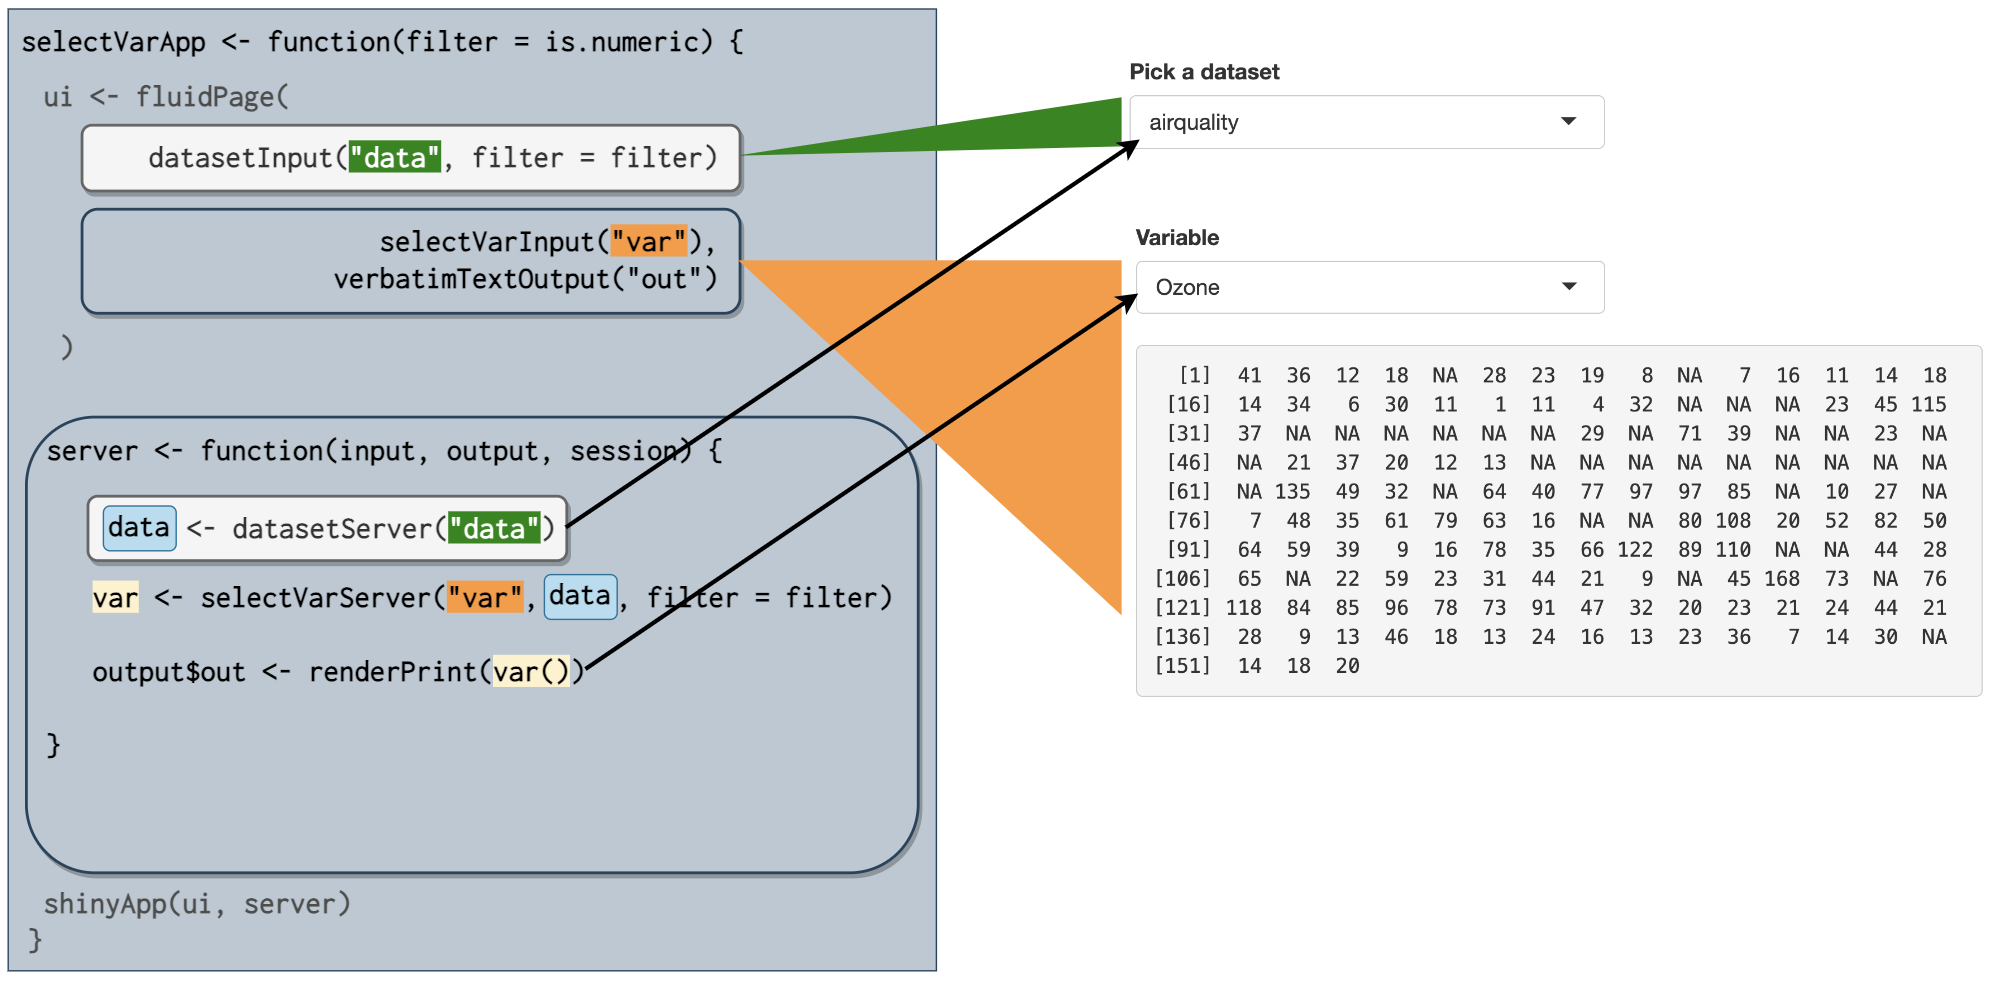 selectVarApp <- function(filter = is.numeric) {
ui <- fluidPage(
datasetInput("data", filter = filter)
selectVarInput("var"),
verbatimTextOutput("out")
)
server <- function(input, output, session) {
data <- datasetServer("data")
var <- selectVarServer("var", data, filter = filter)
output$out <- renderPrint(var())
}
shinyApp(ui, server)
}
Pick a dataset
airquality
Variable
Ozone
[1] 41 36 12 18 NA 28 23 19 8 NA 7 16 11 14 18
[16] 14 34 6 30 11 1 11 4 32 NA NA NA 23 45 115
[31] 37 NA NA NA NA NA NA 29 NA 71 39 NA NA 23 NA
[46] NA 21 37 20 12 13 NA NA NA NA NA NA NA NA NA
[61] NA 135 49 32 NA 64 40 77 97 97 85 NA 10 27 NA
[76] 7 48 35 61 79 63 16 NA NA 80 108 20 52 82 50
[91] 64 59 39 9 16 78 35 66 122 89 110 NA NA 44 28
[106] 65 NA 22 59 23 31 44 21 9 NA 45 168 73 NA 76
[121] 118 84 85 96 78 73 91 47 32 20 23 21 24 44 21
[136] 28 9 13 46 18 13 24 16 13 23 36 7 14 30 NA
[151] 14 18 20